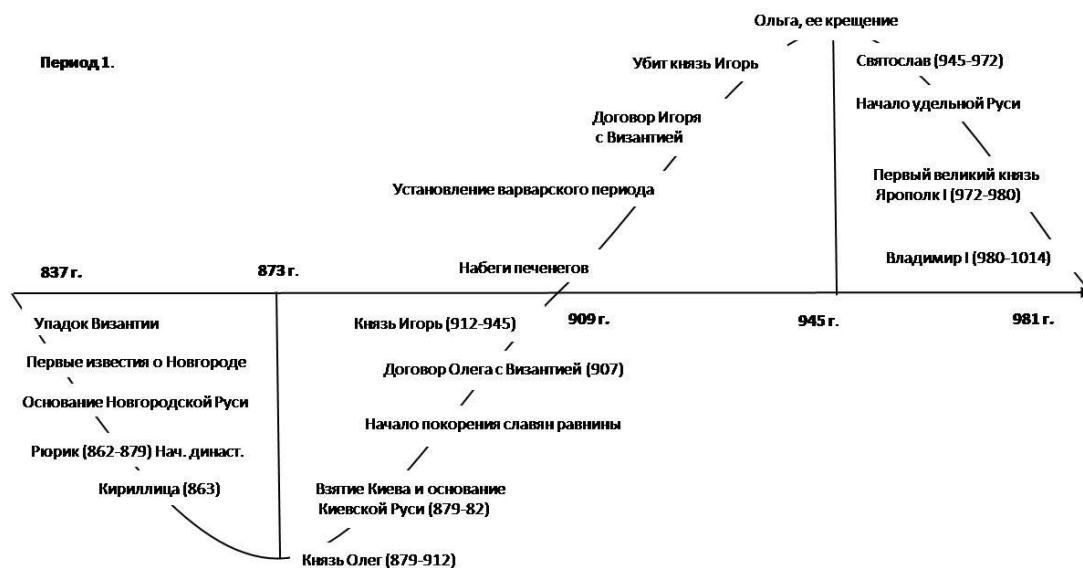 Ольга, ее крещение
Период 1.
Убит князь Игорь
Святослав (945-972)
Договор Игоря
с Византией
Начало удельной Руси
Установление варварского периода
Первый великий князь
Ярополк I (972-980)
Набеги печенегов
Владимир I (980-1014)
837 г.
873 г.
909 г.
945 г.
981 г.
Упадок Византии
Князь Игорь (912-945)
Первые известия о Новгороде
Договор Олега с Византией (907)
Основание Новгородской Руси
Начало покорения славян равнины
Рюрик (862-879) Нач. династ.
Кириллица (863)
Взятие Киева и основание
Киевской Руси (879-82)
Князь Олег (879-912)